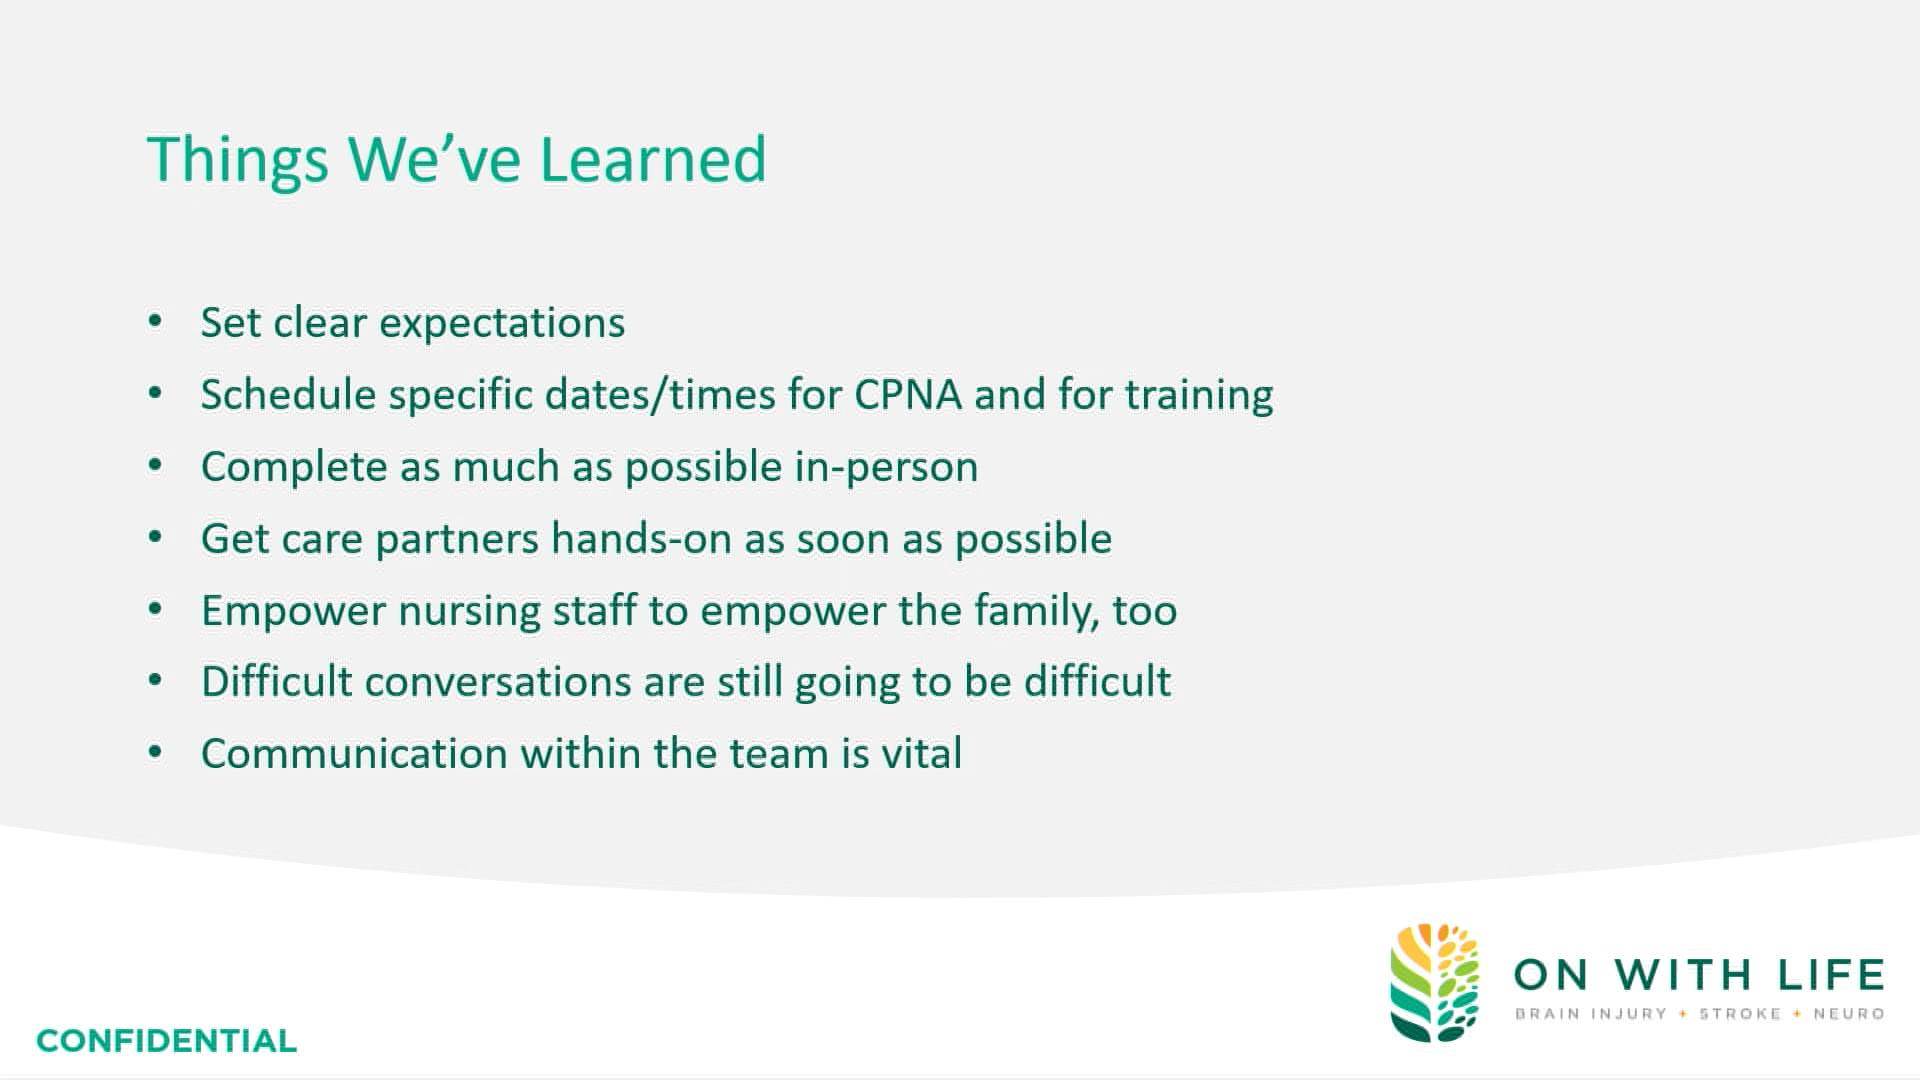 Things We’ve Learned
• Set clear expectations
• Schedule specific dates/times for CPNA and for training
• Complete as much as possible in-person
• Get care partners hands-on as soon as possible
• Empower nursing staff to empower the family, too
• Difficult conversations are still going to be difficult
• Communication within the team is vital
ON WITH LIFE
BRAIN INJURY + STROKE + NEURO
CONFIDENTIAL